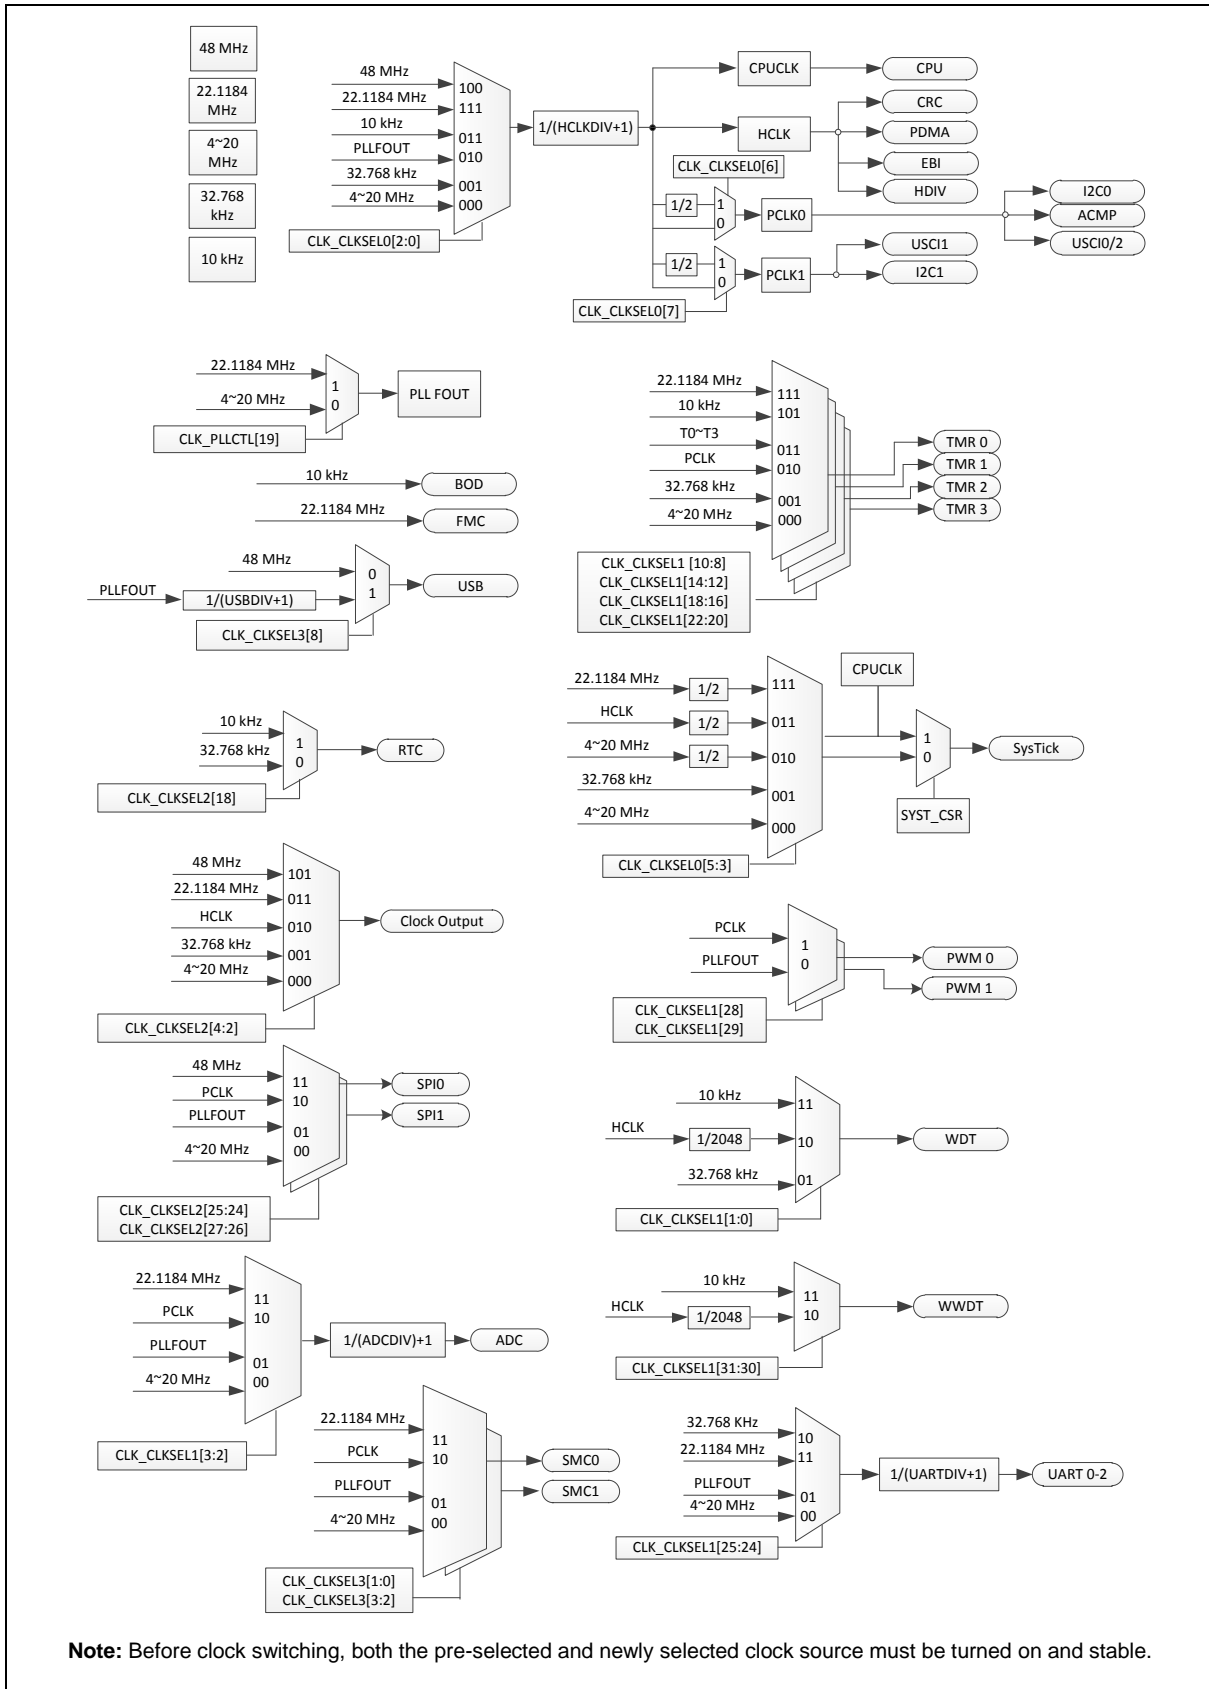 48 MHz
22.1184
MHz
4~20
MHz
32.768
kHz
10 kHz
48 MHz
22.1184 MHz
10 kHz
PLLFOUT
32.768 kHz
4~20 MHz
100
111
011
010
001
000
CLK_CLKSEL0[2:0]
1/(HCLKDIV+1)
CPUCLK
CPU
HCLK
CRC
PDMA
EBI
HDIV
CLK_CLKSEL0[6]
1/2
1
0
PCLK0
I2C0
ACMP
USCI0/2
1/2
1
0
PCLK1
USCI1
I2C1
CLK_CLKSEL0[7]
22.1184 MHz
4~20 MHz
1
0
PLL FOUT
CLK_PLLCTL[19]
10 kHz
BOD
22.1184 MHz
FMC
48 MHz
PLLFOUT
1/(USBDIV+1)
0
1
USB
CLK_CLKSEL3[8]
22.1184 MHz
10 kHz
T0~T3
PCLK
32.768 kHz
4~20 MHz
111
101
011
010
001
000
TMR 0
TMR 1
TMR 2
TMR 3
CLK_CLKSEL1 [10:8]
CLK_CLKSEL1[14:12]
CLK_CLKSEL1[18:16]
CLK_CLKSEL1[22:20]
10 kHz
32.768 kHz
1
0
RTC
CLK_CLKSEL2[18]
22.1184 MHz
HCLK
4~20 MHz
32.768 kHz
4~20 MHz
1/2
1/2
1/2
111
011
010
001
000
CPUCLK
1
0
SysTick
SYST_CSR
CLK_CLKSEL0[5:3]
48 MHz
22.1184 MHz
HCLK
32.768 kHz
4~20 MHz
101
011
010
001
000
Clock Output
CLK_CLKSEL2[4:2]
PCLK
PLLFOUT
1
0
PWM 0
PWM 1
CLK_CLKSEL1[28]
CLK_CLKSEL1[29]
48 MHz
PCLK
PLLFOUT
4~20 MHz
11
10
01
00
SPI0
SPI1
CLK_CLKSEL2[25:24]
CLK_CLKSEL2[27:26]
10 kHz
HCLK
1/2048
32.768 kHz
11
10
01
WDT
CLK_CLKSEL1[1:0]
22.1184 MHz
PCLK
PLLFOUT
4~20 MHz
11
10
01
00
1/(ADCDIV)+1
ADC
CLK_CLKSEL1[3:2]
10 kHz
HCLK
1/2048
11
10
WWDT
CLK_CLKSEL1[31:30]
22.1184 MHz
PCLK
PLLFOUT
4~20 MHz
11
10
01
00
SMC0
SMC1
CLK_CLKSEL3[1:0]
CLK_CLKSEL3[3:2]
32.768 KHz
22.1184 MHz
PLLFOUT
4~20 MHz
10
11
01
00
1/(UARTDIV+1)
UART 0-2
CLK_CLKSEL1[25:24]
Note: Before clock switching, both the pre-selected and newly selected clock source must be turned on and stable.